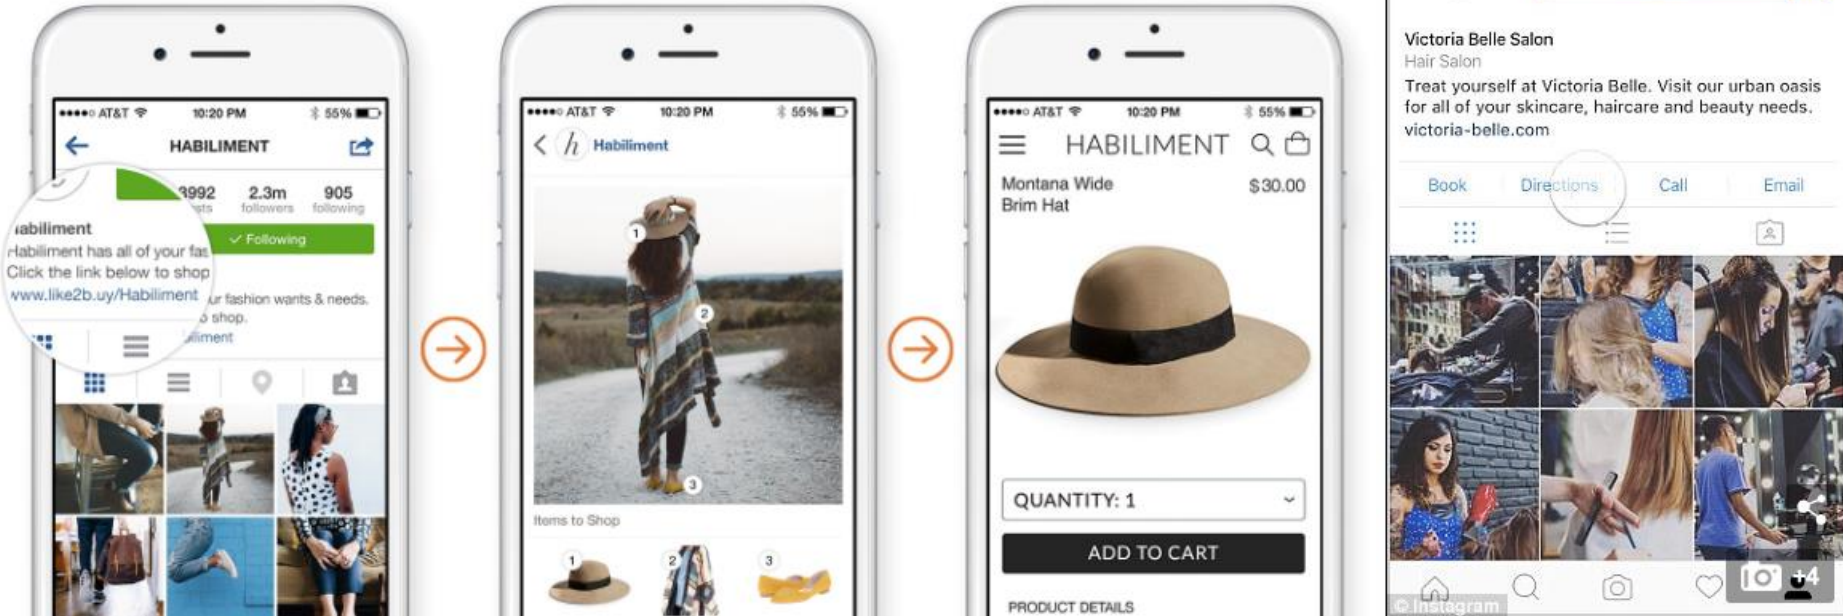 AT&T 10:20 PM 55%
HABILIMENT
3992 2.3m 905
followers following
Following
Habiliment has all of your fas
Click the link below to shop
www.like2b.uy/Habiliment
ur fashion wants & needs.
o shop.
AT&T 10:20 PM 55%
h Habiliment
1
2
3
Items to Shop
1 2 3
AT&T 10:20 PM 55%
HABILIMENT
Montana Wide $30.00
Brim Hat
QUANTITY: 1
ADD TO CART
PRODUCT DETAILS
Victoria Belle Salon
Hair Salon
Treat yourself at Victoria Belle. Visit our urban oasis
for all of your skincare, haircare and beauty needs.
victoria-belle.com
Book Directions Call Email
+4
© Instagram